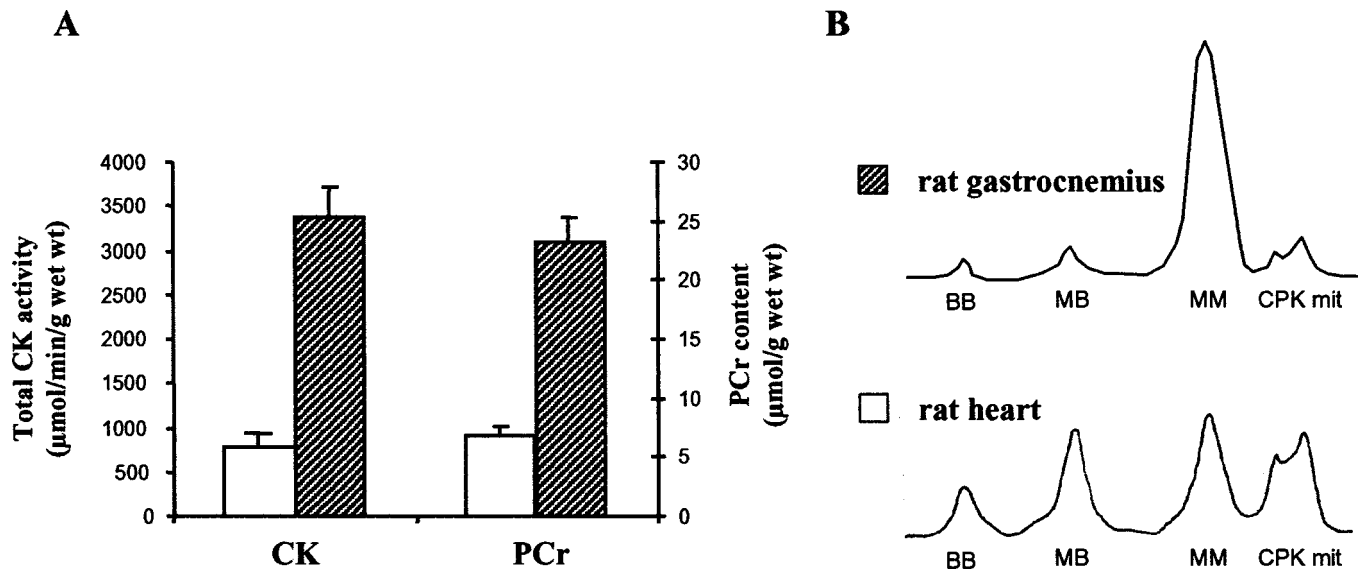 A
B
Total CK activity
(µmol/min/g wet wt)
4000
3500
3000
2500
2000
1500
1000
500
0
30
25
20
15
10
5
0
PCr content
(µmol/g wet wt)
CK
PCr
rat gastrocnemius
BB
MB
MM
CPK mit
rat heart
BB
MB
MM
CPK mit